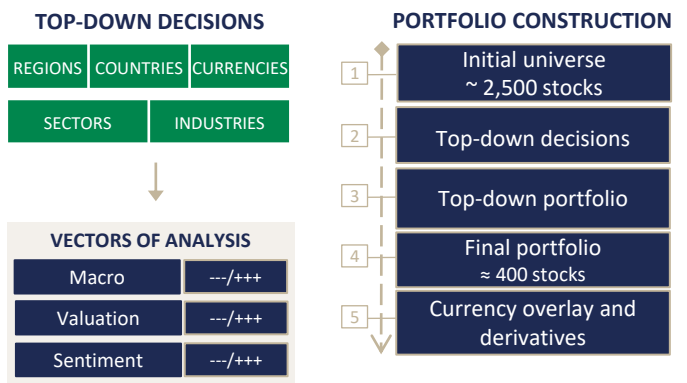 TOP-DOWN DECISIONS
REGIONS
COUNTRIES
CURRENCIES
SECTORS
INDUSTRIES
VECTORS OF ANALYSIS
Macro
---/+++
Valuation
---/+++
Sentiment
---/+++
PORTFOLIO CONSTRUCTION
1
Initial universe
~ 2,500 stocks
2
Top-down decisions
3
Top-down portfolio
4
Final portfolio
≈ 400 stocks
5
Currency overlay and
derivatives